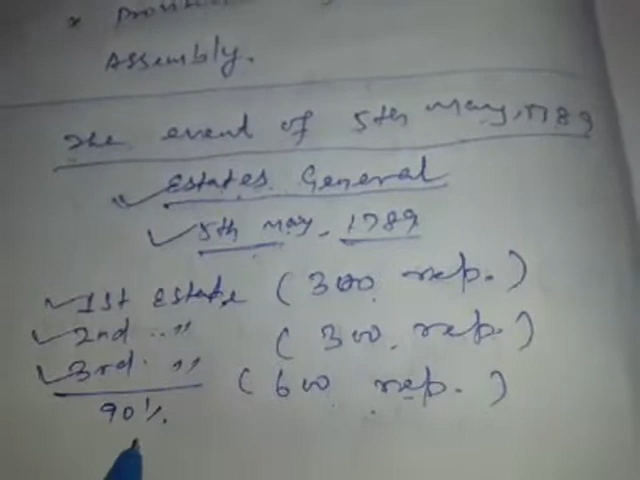 Assembly.
The event of 5th May, 1789
Estates General
5th May, 1789
1st Estate (300 rep.)
2nd " (300 rep.)
3rd " (600 rep.)
90%